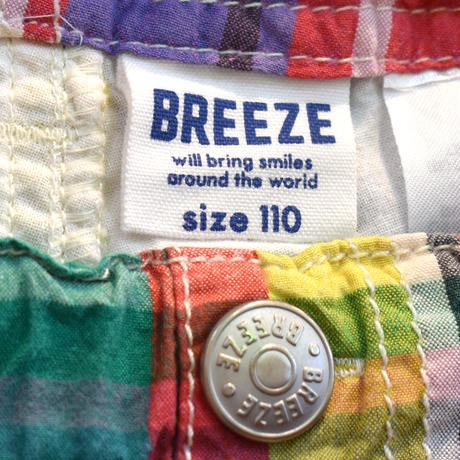 BREEZE
will bring smiles
around the world
size 110
BREEZE • BREEZE •